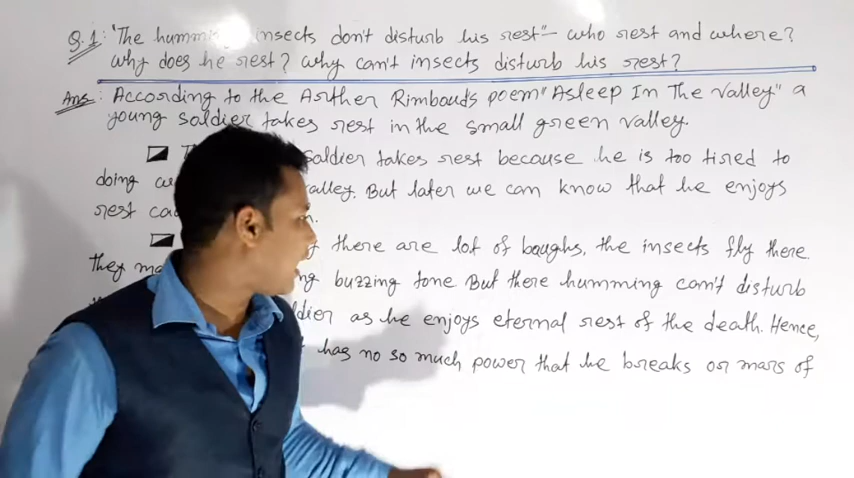 Q.1: "The humming insects don't disturb his rest" - who rest and where?
why does he rest? why can't insects disturb his rest?
Ans: According to the Arther Rimboud's poem "Asleep In The Valley" a
young soldier takes rest in the small green valley.
soldier takes rest because he is too tired to
doing valley. But later we can know that he enjoys
rest
there are lot of boughs, the insects fly there.
they buzzing tone But there humming can't disturb
as he enjoys eternal rest of the death. Hence,
has no so much power that he breaks or mars of